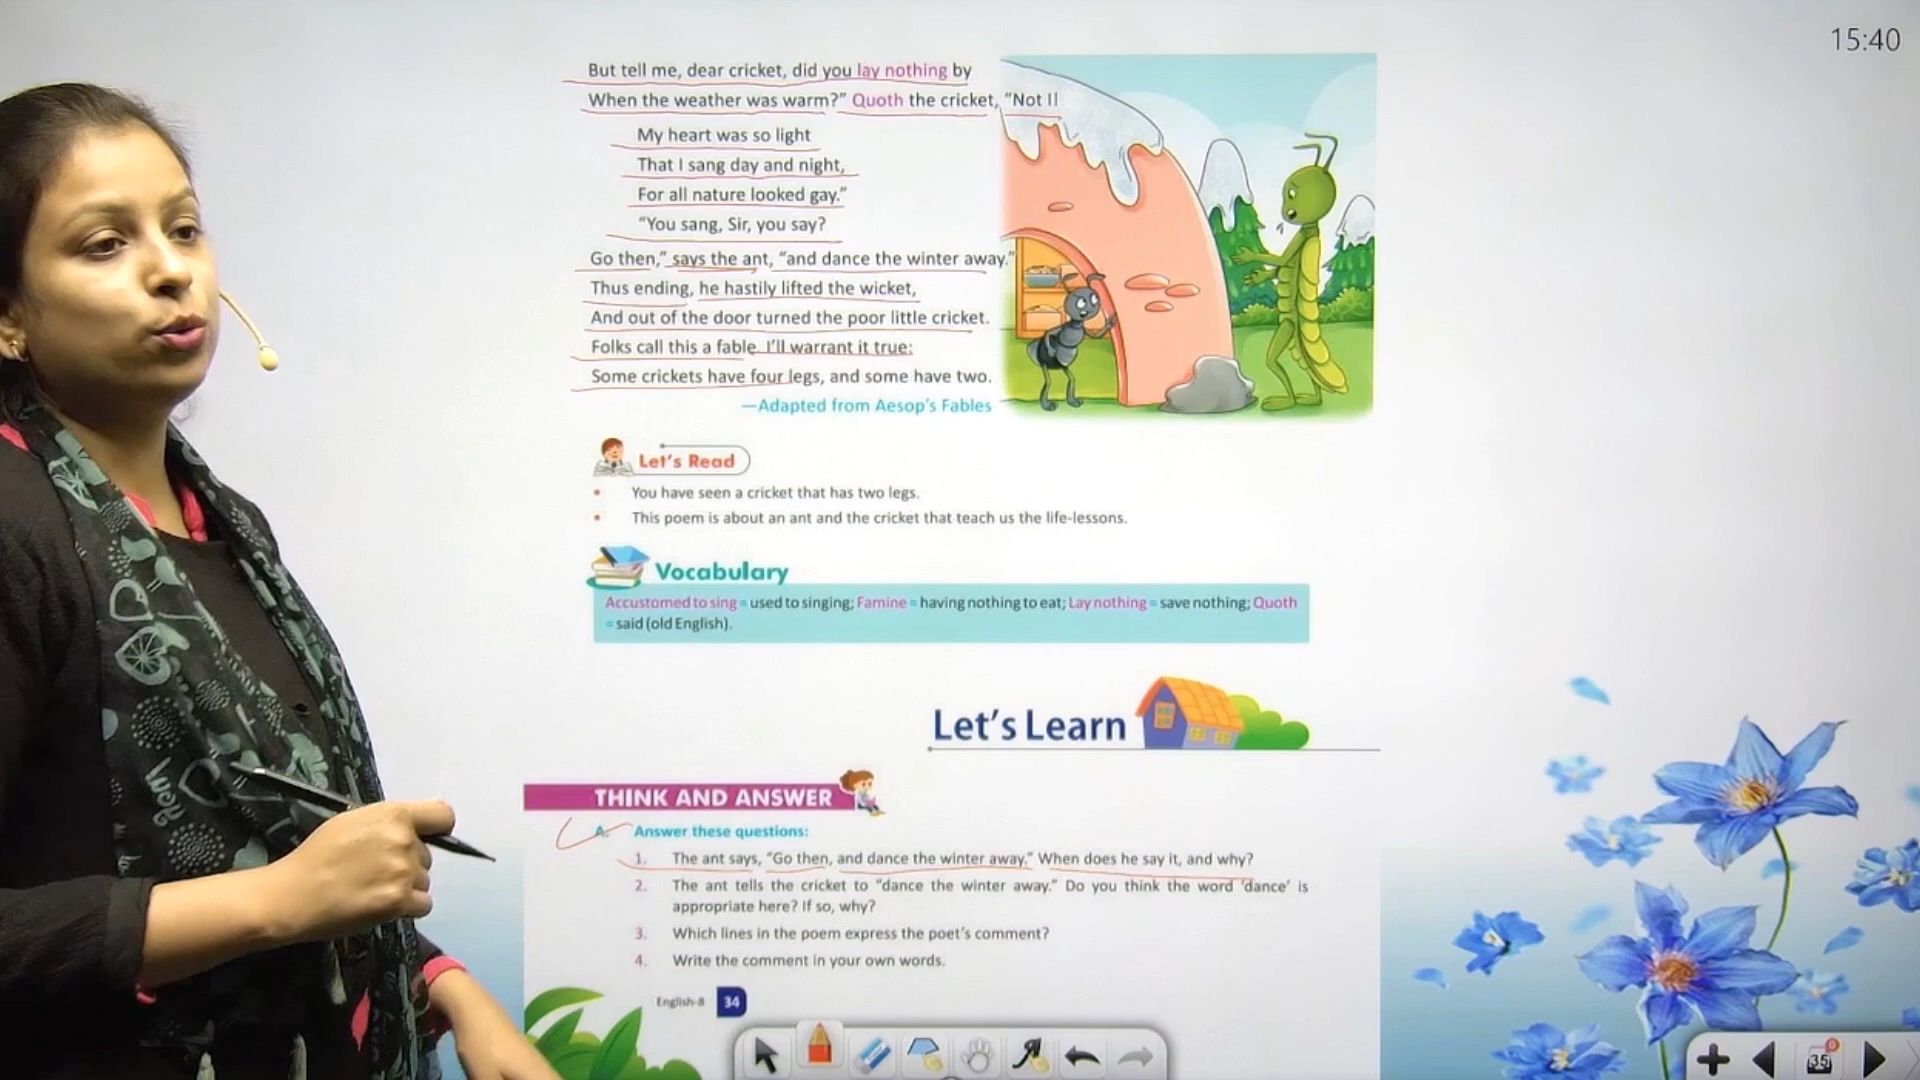 15:40
But tell me, dear cricket, did you lay nothing by
When the weather was warm?” Quoth the cricket, “Not I!
My heart was so light
That I sang day and night,
For all nature looked gay.”
“You sang, Sir, you say?
Go then,” says the ant, “and dance the winter away.”
Thus ending, he hastily lifted the wicket,
And out of the door turned the poor little cricket.
Folks call this a fable. I’ll warrant it true:
Some crickets have four legs, and some have two.
—Adapted from Aesop’s Fables
Let’s Read
• You have seen a cricket that has two legs.
• This poem is about an ant and the cricket that teach us the life-lessons.
Vocabulary
Accustomed to sing = used to singing; Famine = having nothing to eat; Lay nothing = save nothing; Quoth
= said (old English).
Let’s Learn
THINK AND ANSWER
A. Answer these questions:
1. The ant says, “Go then, and dance the winter away.” When does he say it, and why?
2. The ant tells the cricket to “dance the winter away.” Do you think the word ‘dance’ is
appropriate here? If so, why?
3. Which lines in the poem express the poet’s comment?
4. Write the comment in your own words.
English-8 34
35
0